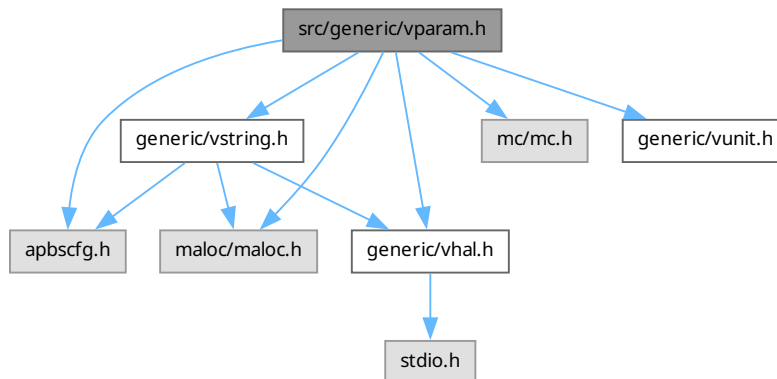 src/generic/vparam.h
generic/vstring.h
mc/mc.h
generic/vunit.h
apbscfg.h
maloc/maloc.h
generic/vhal.h
stdio.h